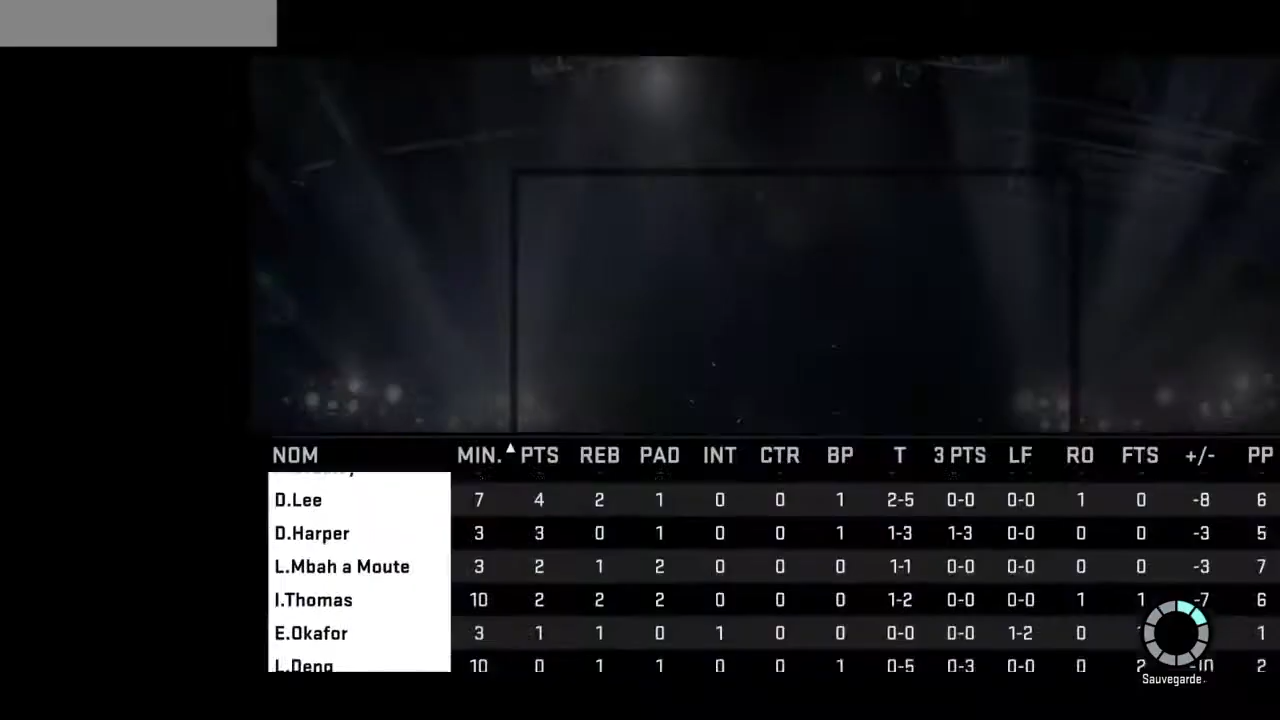 NOM MIN. PTS REB PAD INT CTR BP T 3 PTS LF RO FTS +/- PP
D.Lee 7 4 2 1 0 0 1 2-5 0-0 0-0 1 0 -8 6
D.Harper 3 3 0 1 0 0 1 1-3 1-3 0-0 0 0 -3 5
L.Mbah a Moute 3 2 1 2 0 0 0 1-1 0-0 0-0 0 0 -3 7
I.Thomas 10 2 2 2 0 0 0 1-2 0-0 0-0 1 1 -7 6
E.Okafor 3 1 1 0 1 0 0 0-0 0-0 1-2 0 1
L.Deng 10 0 1 1 0 0 1 0-5 0-3 0-0 0 2 -10 2
Sauvegarde.